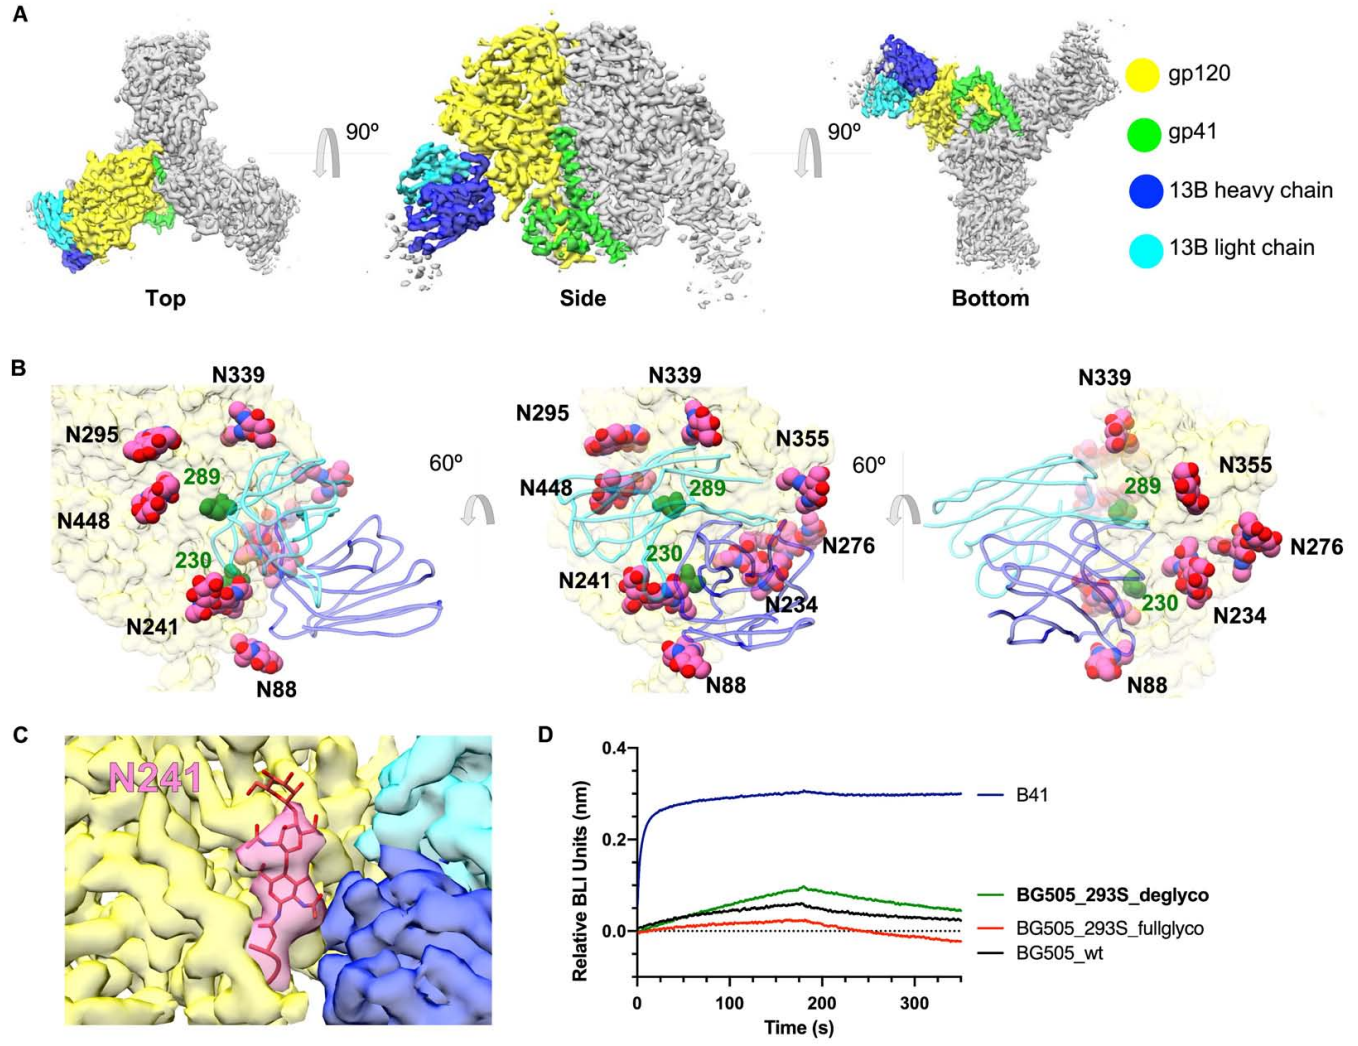 A
90º
90º
gp120
gp41
13B heavy chain
13B light chain
Top
Side
Bottom
B
N339
N295
289
N448
230
N241
N88
60º
N339
N295
N355
N448
289
N276
230
N241
N234
N88
60º
N339
N355
289
N276
230
N234
N88
C
N241
D
Relative BLI Units (nm)
0.4
0.2
0.0
0
100
200
300
Time (s)
B41
BG505_293S_deglyco
BG505_293S_fullglyco
BG505_wt